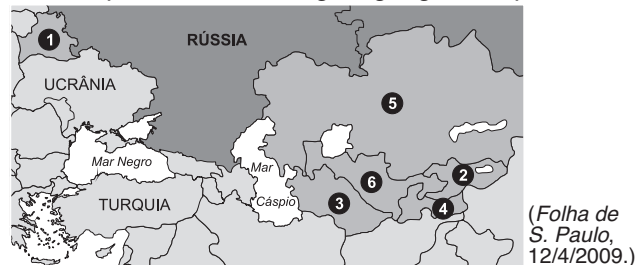 1
RÚSSIA
UCRÂNIA
5
Mar Negro
Mar
Cáspio
6
2
3
4
TURQUIA
(Folha de
S. Paulo,
12/4/2009.)